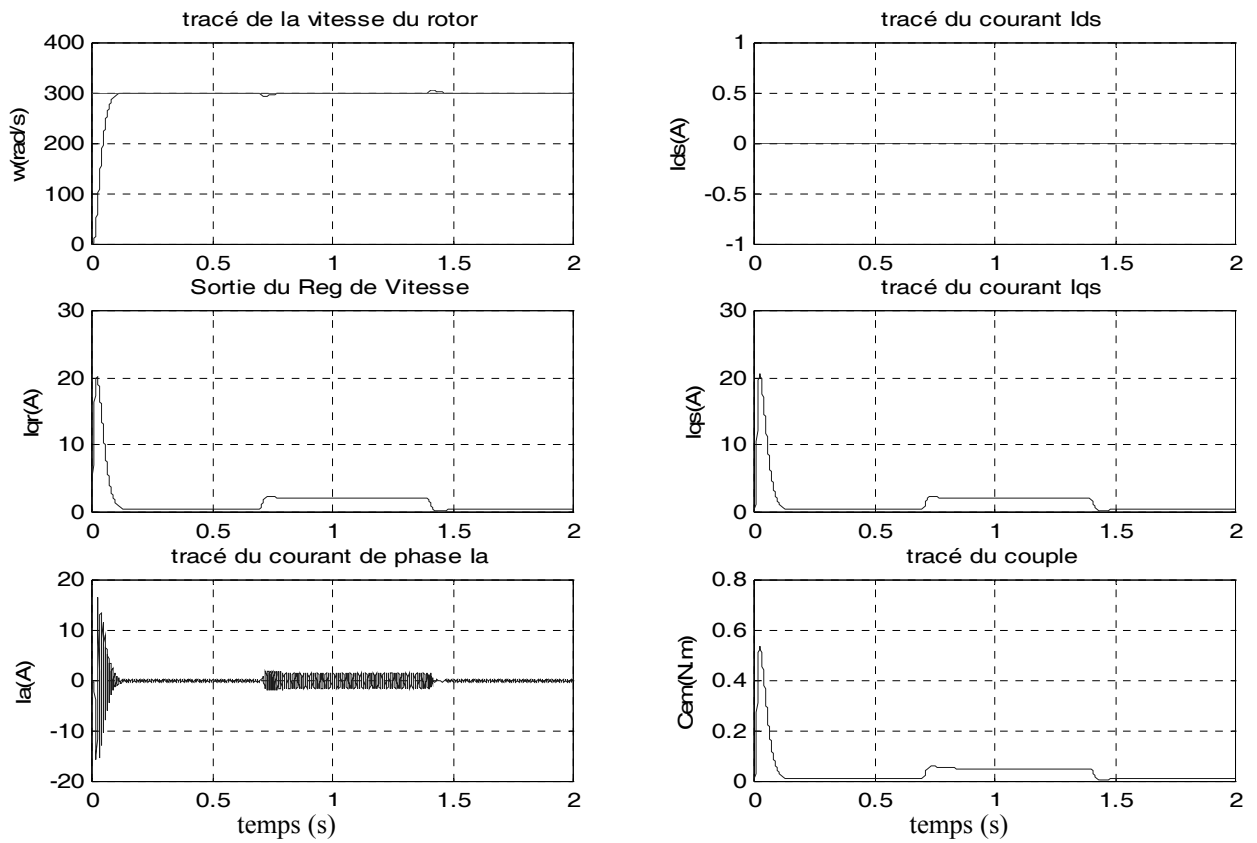 tracé de la vitesse du rotor
400
300
200
100
0
w(rad/s)
0 0.5 1 1.5 2
tracé du courant Ids
1
0.5
0
-0.5
-1
Ids(A)
0 0.5 1 1.5 2
Sortie du Reg de Vitesse
30
20
10
0
Iqr(A)
0 0.5 1 1.5 2
tracé du courant Iqs
30
20
10
0
Iqs(A)
0 0.5 1 1.5 2
tracé du courant de phase Ia
20
10
0
-10
-20
Ia(A)
0 0.5 1 1.5 2
temps (s)
tracé du couple
0.8
0.6
0.4
0.2
0
Cem(N.m)
0 0.5 1 1.5 2
temps (s)